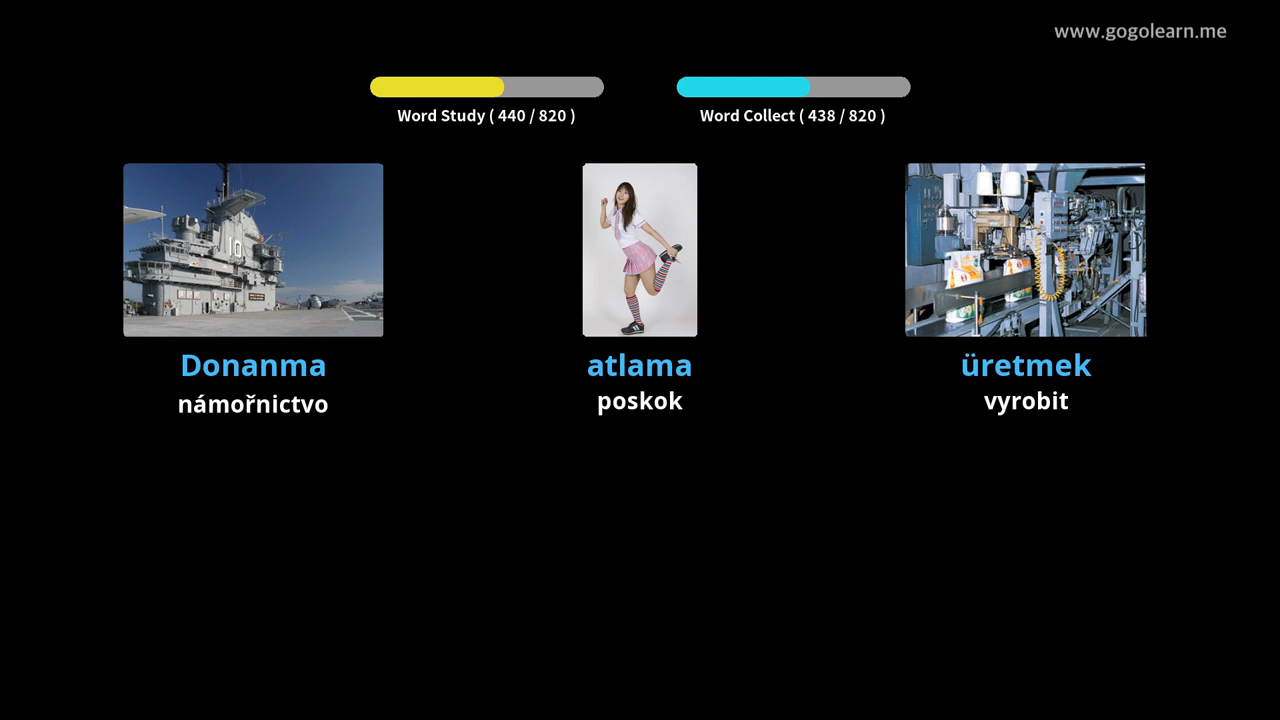 www.gogolearn.me
Word Study ( 440 / 820 )
Word Collect ( 438 / 820 )
Donanma
námořnictvo
atlama
poskok
üretmek
vyrobit